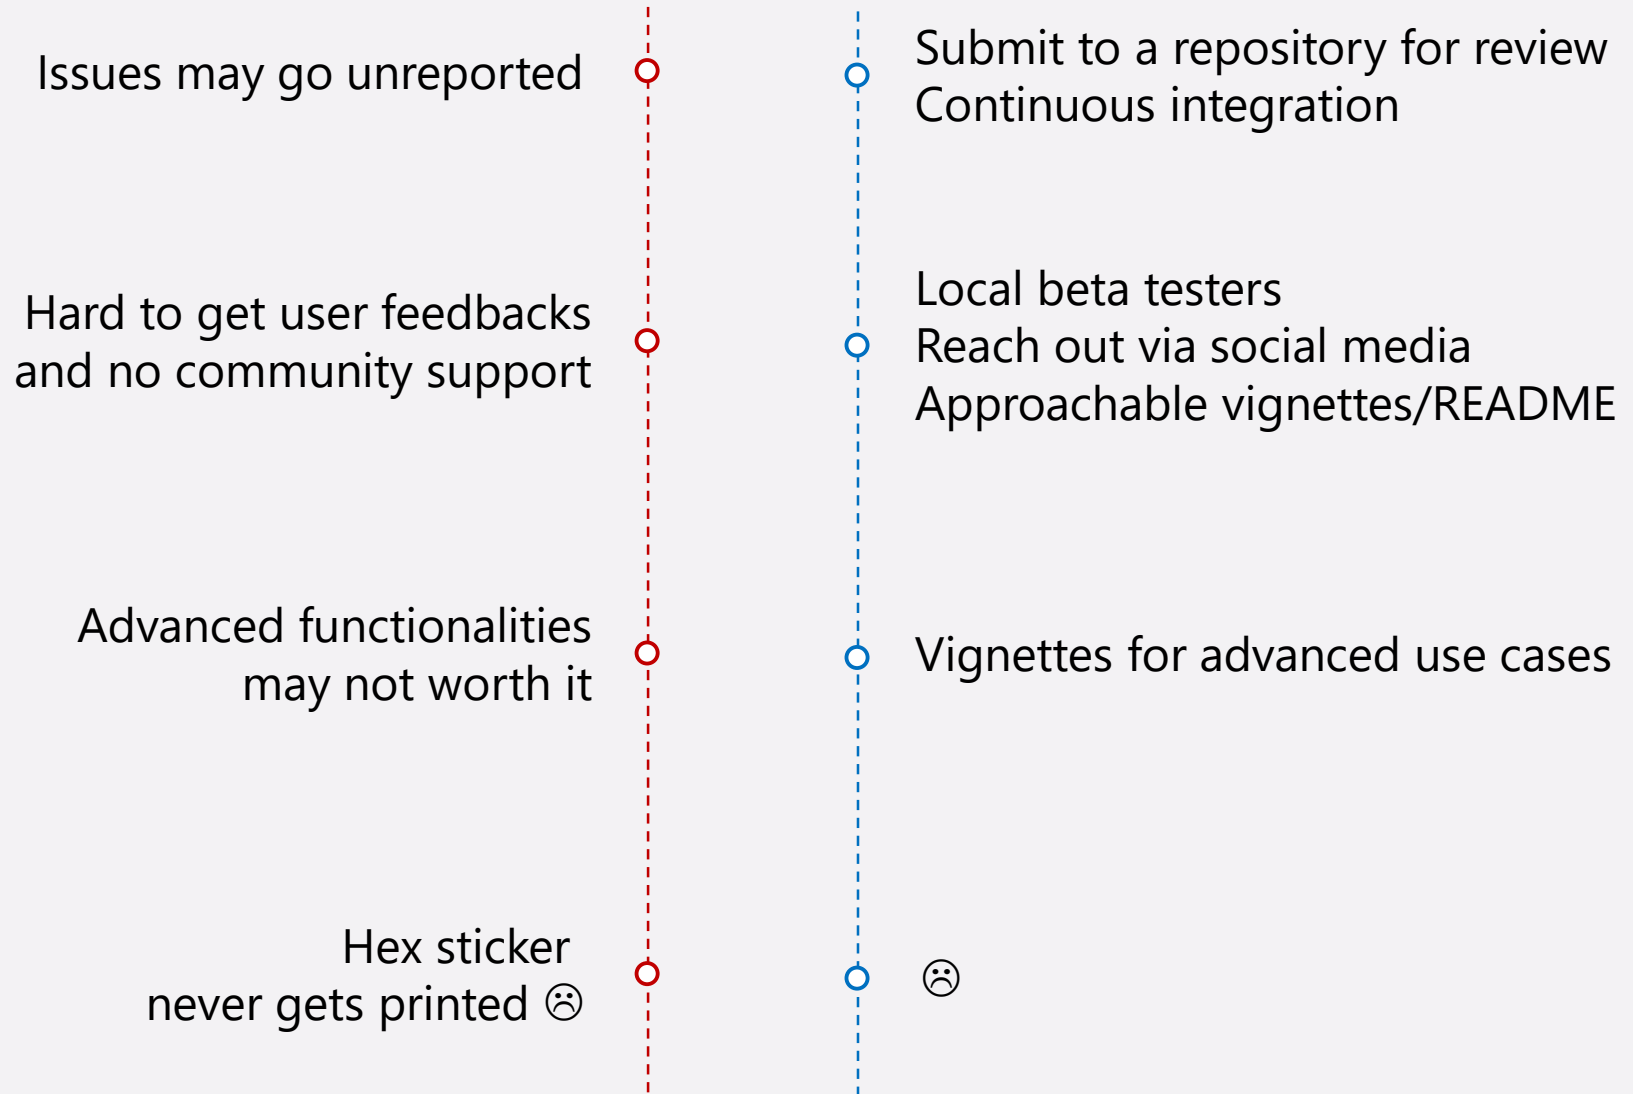 Issues may go unreported
Submit to a repository for review
Continuous integration
Hard to get user feedbacks
and no community support
Local beta testers
Reach out via social media
Approachable vignettes/README
Advanced functionalities
may not worth it
Vignettes for advanced use cases
Hex sticker
never gets printed ☹
☹